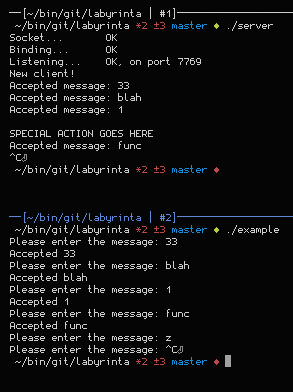 ──[~/bin/git/labyrinta | #1]
~/bin/git/labyrinta *2 ±3 master ◆ ./server
Socket... OK
Binding... OK
Listening... OK, on port 7769
New client!
Accepted message: 33
Accepted message: blah
Accepted message: 1
SPECIAL ACTION GOES HERE
Accepted message: func
^C⏎
~/bin/git/labyrinta *2 ±3 master ◆
──[~/bin/git/labyrinta | #2]
~/bin/git/labyrinta *2 ±3 master ◆ ./example
Please enter the message: 33
Accepted 33
Please enter the message: blah
Accepted blah
Please enter the message: 1
Accepted 1
Please enter the message: func
Accepted func
Please enter the message: z
Please enter the message: ^C⏎
~/bin/git/labyrinta *2 ±3 master ◆